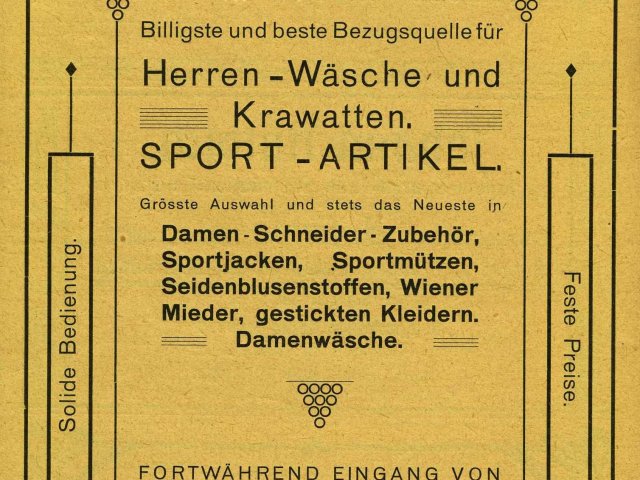 Billigste und beste Bezugsquelle für
Herren-Wäsche und
Krawatten.
SPORT-ARTIKEL.
Grösste Auswahl und stets das Neueste in
Damen-Schneider-Zubehör,
Sportjacken, Sportmützen,
Seidenblusenstoffen, Wiener
Mieder, gestickten Kleidern.
Damenwäsche.
Solide Bedienung.
Feste Preise.
FORTWÄHREND EINGANG VON